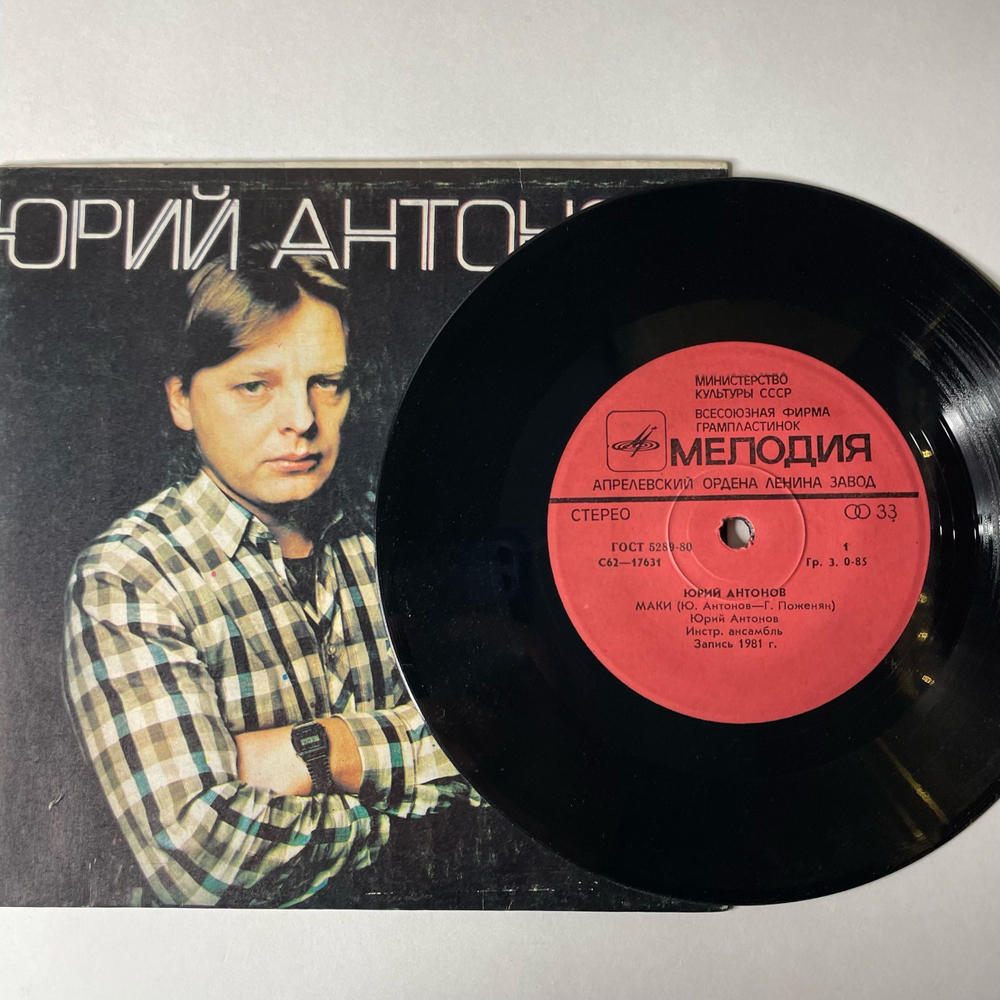 ЮРИЙ АНТОНО
МИНИСТЕРСТВО
КУЛЬТУРЫ СССР
ВСЕСОЮЗНАЯ ФИРМА
ГРАМПЛАСТИНОК
МЕЛОДИЯ
АПРЕЛЕВСКИЙ ОРДЕНА ЛЕНИНА ЗАВОД
СТЕРЕО 33
ГОСТ 5289-80 1
С62—17631 Гр. 3. 0-85
ЮРИЙ АНТОНОВ
МАКИ (Ю. Антонов—Г. Поженян)
Юрий Антонов
Инстр. ансамбль
Запись 1981 г.